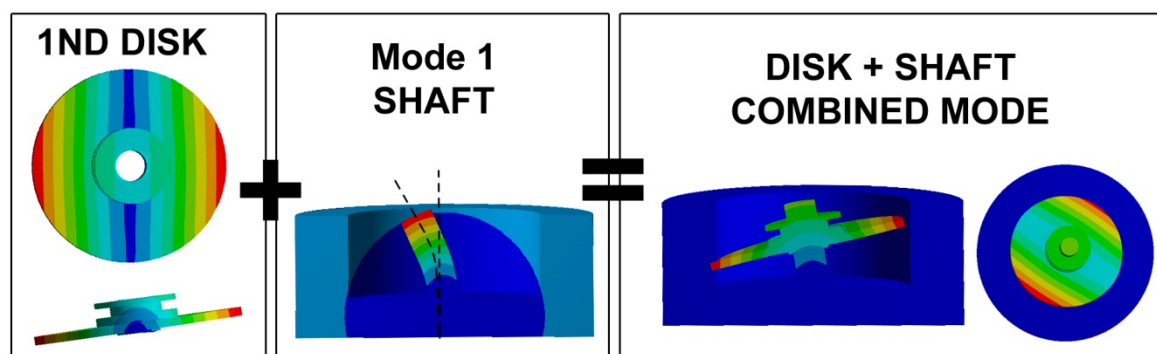 1ND DISK
Mode 1
SHAFT
DISK + SHAFT
COMBINED MODE
+
=